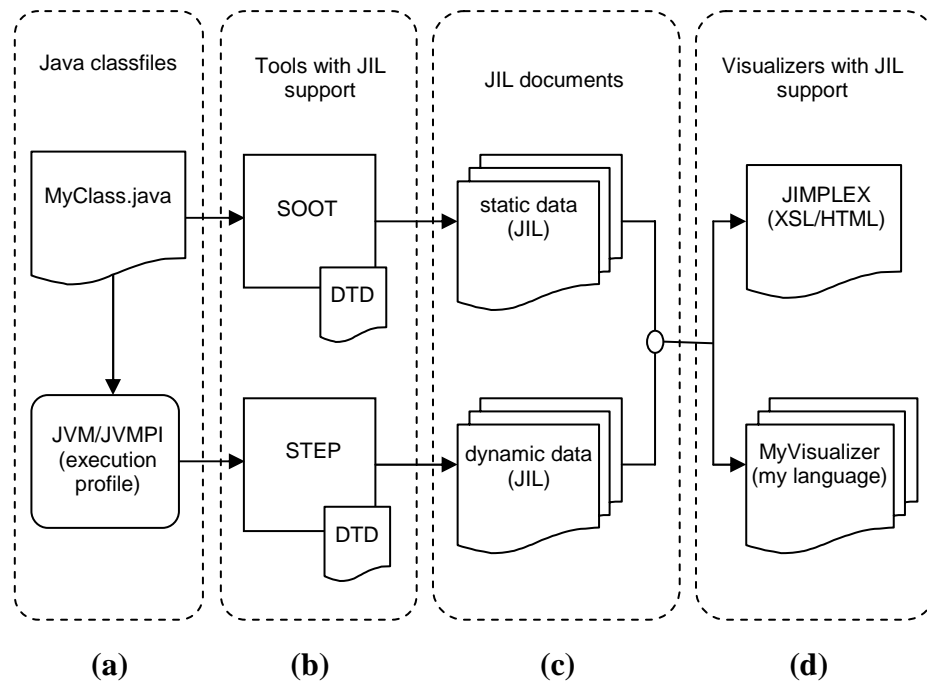 Java classfiles
MyClass.java
JVM/JVMPI
(execution
profile)
Tools with JIL
support
SOOT
DTD
STEP
DTD
JIL documents
static data
(JIL)
dynamic data
(JIL)
Visualizers with JIL
support
JIMPLEX
(XSL/HTML)
MyVisualizer
(my language)
(a)
(b)
(c)
(d)